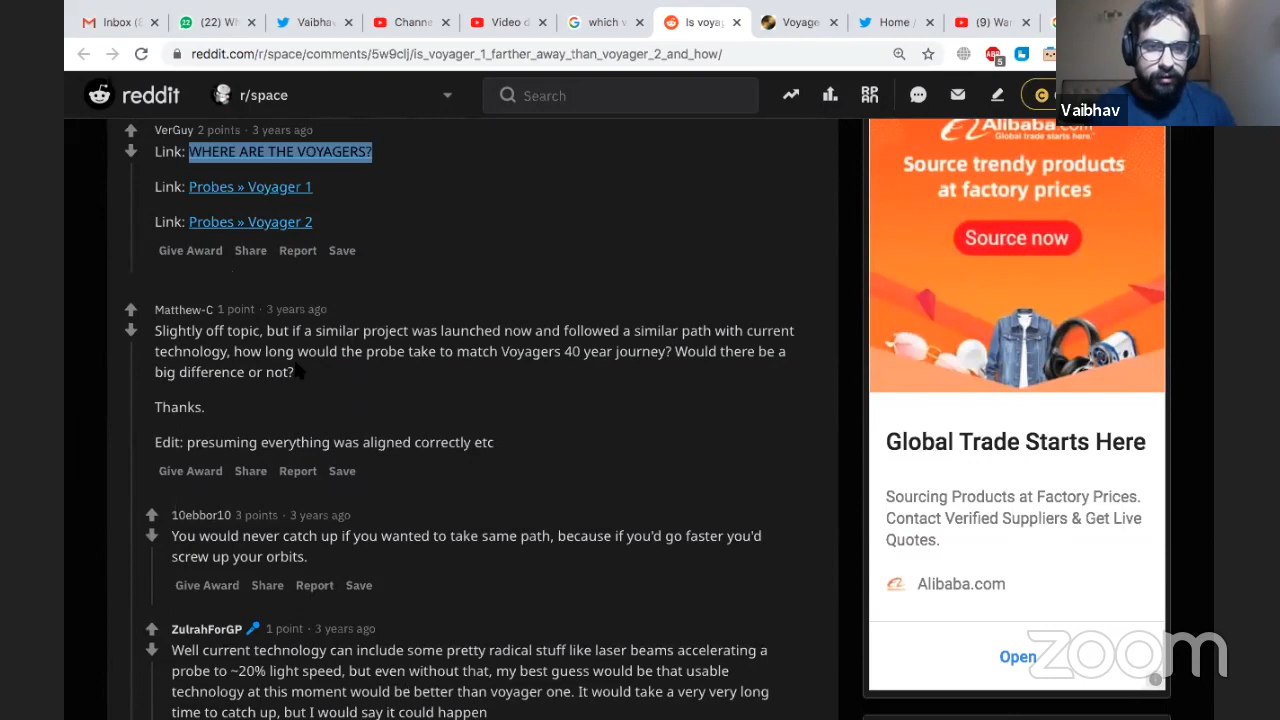 Inbox (8
(22) Wh
Vaibhav
Channe
Video d
which v
Is voya
Voyage
Home /
(9) Wa
reddit.com/r/space/comments/5w9clj/is_voyager_1_farther_away_than_voyager_2_and_how/
5
reddit
r/space
Search
Vaibhav
VerGuy 2 points · 3 years ago
Link: WHERE ARE THE VOYAGERS?
Link: Probes » Voyager 1
Link: Probes » Voyager 2
Give Award Share Report Save
Matthew-C 1 point · 3 years ago
Slightly off topic, but if a similar project was launched now and followed a similar path with current
technology, how long would the probe take to match Voyagers 40 year journey? Would there be a
big difference or not?
Thanks.
Edit: presuming everything was aligned correctly etc
Give Award Share Report Save
10ebbor10 3 points · 3 years ago
You would never catch up if you wanted to take same path, because if you'd go faster you'd
screw up your orbits.
Give Award Share Report Save
ZulrahForGP 1 point · 3 years ago
Well current technology can include some pretty radical stuff like laser beams accelerating a
probe to ~20% light speed, but even without that, my best guess would be that usable
technology at this moment would be better than voyager one. It would take a very very long
time to catch up, but I would say it could happen
Alibaba.com
Global trade starts here.
Source trendy products
at factory prices
Source now
Global Trade Starts Here
Sourcing Products at Factory Prices.
Contact Verified Suppliers & Get Live
Quotes.
Alibaba.com
Open
zoom